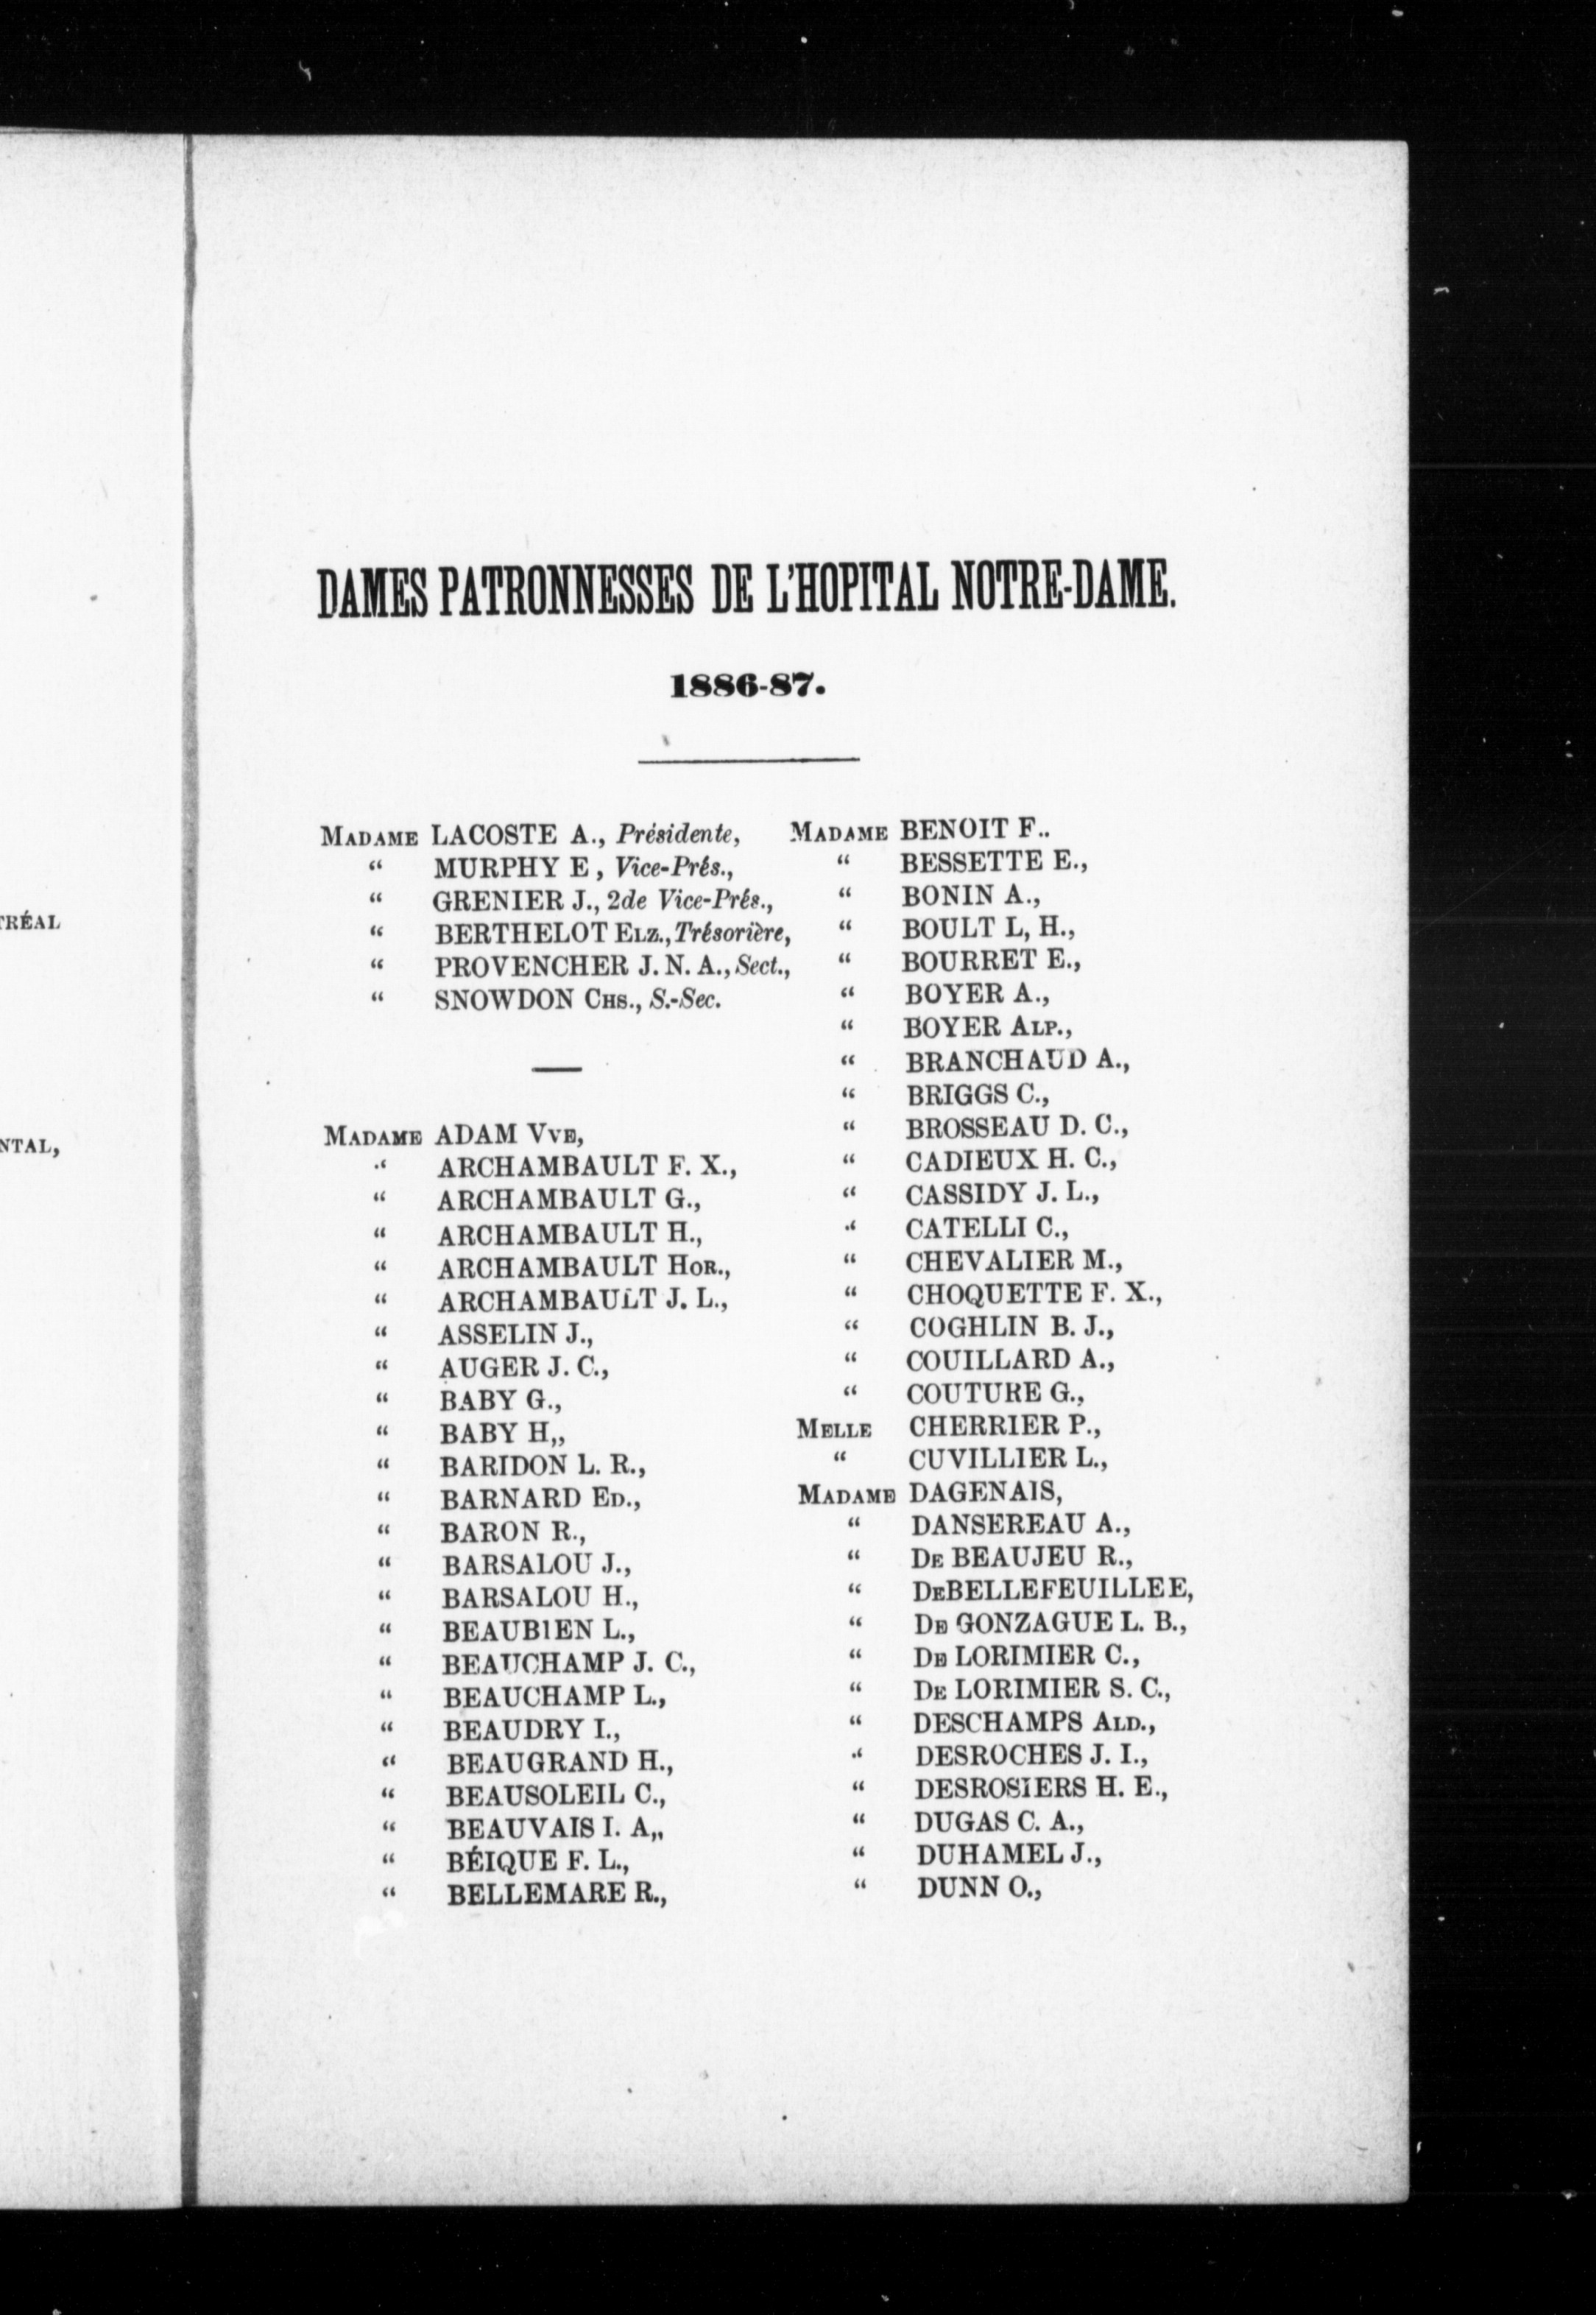 TRÉAL
NTAL,
DAMES PATRONNESSES DE L'HOPITAL NOTRE-DAME.
1886-87.
MADAME LACOSTE A., Présidente,
“ MURPHY E , Vice-Prés.,
“ GRENIER J., 2de Vice-Prés.,
“ BERTHELOT ELZ., Trésorière,
“ PROVENCHER J. N. A., Sect.,
“ SNOWDON CHS., S.-Sec.
MADAME ADAM VVE,
“ ARCHAMBAULT F. X.,
“ ARCHAMBAULT G.,
“ ARCHAMBAULT H.,
“ ARCHAMBAULT HOR.,
“ ARCHAMBAULT J. L.,
“ ASSELIN J.,
“ AUGER J. C.,
“ BABY G.,
“ BABY H,,
“ BARIDON L. R.,
“ BARNARD ED.,
“ BARON R.,
“ BARSALOU J.,
“ BARSALOU H.,
“ BEAUB1EN L.,
“ BEAUCHAMP J. C.,
“ BEAUCHAMP L.,
“ BEAUDRY I.,
“ BEAUGRAND H.,
“ BEAUSOLEIL C.,
“ BEAUVAIS I. A,,
“ BÉIQUE F. L.,
“ BELLEMARE R.,
MADAME BENOIT F..
“ BESSETTE E.,
“ BONIN A.,
“ BOULT L, H.,
“ BOURRET E.,
“ BOYER A.,
“ BOYER ALP.,
“ BRANCHAUD A.,
“ BRIGGS C.,
“ BROSSEAU D. C.,
“ CADIEUX H. C.,
“ CASSIDY J. L.,
“ CATELLI C.,
“ CHEVALIER M.,
“ CHOQUETTE F. X.,
“ COGHLIN B. J.,
“ COUILLARD A.,
“ COUTURE G.,
MELLE CHERRIER P.,
“ CUVILLIER L.,
MADAME DAGENAIS,
“ DANSEREAU A.,
“ DE BEAUJEU R.,
“ DEBELLEFEUILLE E,
“ DE GONZAGUE L. B.,
“ DE LORIMIER C.,
“ DE LORIMIER S. C.,
“ DESCHAMPS ALD.,
“ DESROCHES J. I.,
“ DESROSIERS H. E.,
“ DUGAS C. A.,
“ DUHAMEL J.,
“ DUNN O.,